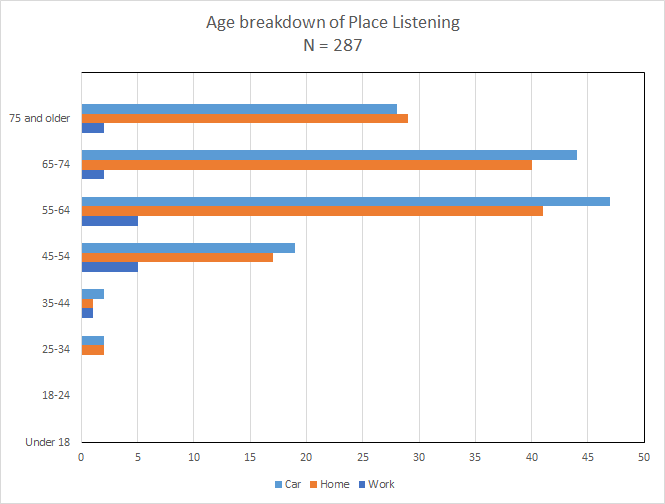 Age breakdown of Place Listening
N = 287
75 and older
65-74
55-64
45-54
35-44
25-34
18-24
Under 18
0 5 10 15 20 25 30 35 40 45 50
Car Home Work